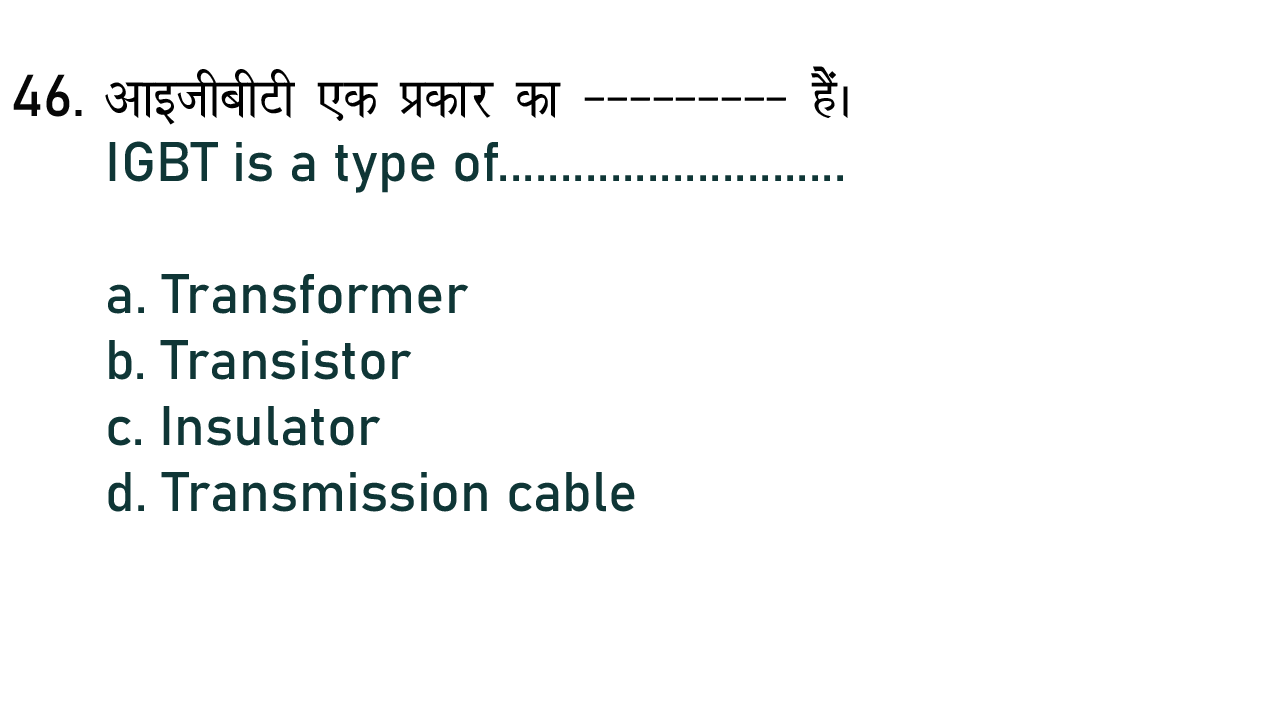 46. आइजीबीटी एक प्रकार का --------- हैं।
IGBT is a type of...........................
a. Transformer
b. Transistor
c. Insulator
d. Transmission cable